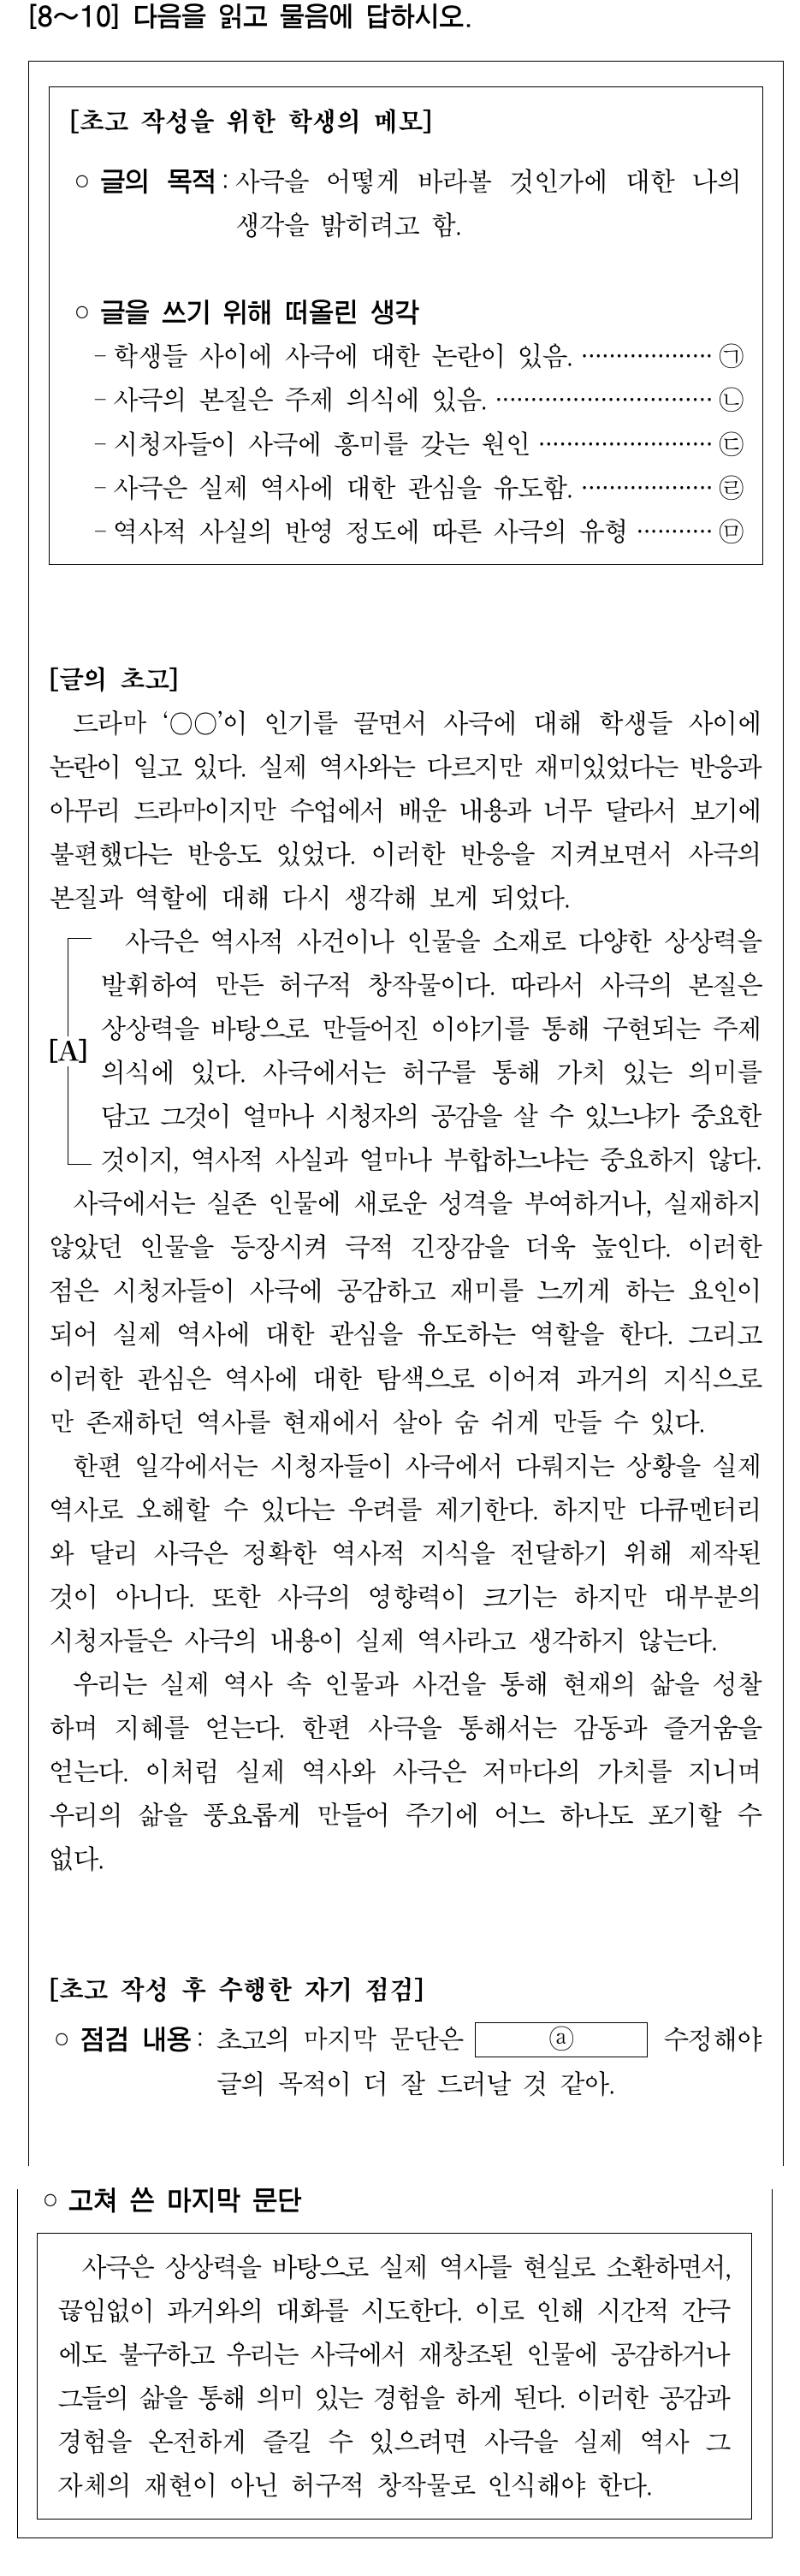 [8~10] 다음을 읽고 물음에 답하시오.
[초고 작성을 위한 학생의 메모]
○ 글의 목적: 사극을 어떻게 바라볼 것인가에 대한 나의
생각을 밝히려고 함.
○ 글을 쓰기 위해 떠올린 생각
- 학생들 사이에 사극에 대한 논란이 있음. ················· ㉠
- 사극의 본질은 주제 의식에 있음. ····························· ㉡
- 시청자들이 사극에 흥미를 갖는 원인 ······················· ㉢
- 사극은 실제 역사에 대한 관심을 유도함. ················· ㉣
- 역사적 사실의 반영 정도에 따른 사극의 유형 ··········· ㉤
[글의 초고]
드라마 ‘○○’이 인기를 끌면서 사극에 대해 학생들 사이에
논란이 일고 있다. 실제 역사와는 다르지만 재미있었다는 반응과
아무리 드라마이지만 수업에서 배운 내용과 너무 달라서 보기에
불편했다는 반응도 있었다. 이러한 반응을 지켜보면서 사극의
본질과 역할에 대해 다시 생각해 보게 되었다.
사극은 역사적 사건이나 인물을 소재로 다양한 상상력을
발휘하여 만든 허구적 창작물이다. 따라서 사극의 본질은
상상력을 바탕으로 만들어진 이야기를 통해 구현되는 주제
[A] 의식에 있다. 사극에서는 허구를 통해 가치 있는 의미를
담고 그것이 얼마나 시청자의 공감을 살 수 있느냐가 중요한
것이지, 역사적 사실과 얼마나 부합하느냐는 중요하지 않다.
사극에서는 실존 인물에 새로운 성격을 부여하거나, 실재하지
않았던 인물을 등장시켜 극적 긴장감을 더욱 높인다. 이러한
점은 시청자들이 사극에 공감하고 재미를 느끼게 하는 요인이
되어 실제 역사에 대한 관심을 유도하는 역할을 한다. 그리고
이러한 관심은 역사에 대한 탐색으로 이어져 과거의 지식으로
만 존재하던 역사를 현재에서 살아 숨 쉬게 만들 수 있다.
한편 일각에서는 시청자들이 사극에서 다뤄지는 상황을 실제
역사로 오해할 수 있다는 우려를 제기한다. 하지만 다큐멘터리
와 달리 사극은 정확한 역사적 지식을 전달하기 위해 제작된
것이 아니다. 또한 사극의 영향력이 크기는 하지만 대부분의
시청자들은 사극의 내용이 실제 역사라고 생각하지 않는다.
우리는 실제 역사 속 인물과 사건을 통해 현재의 삶을 성찰
하며 지혜를 얻는다. 한편 사극을 통해서는 감동과 즐거움을
얻는다. 이처럼 실제 역사와 사극은 저마다의 가치를 지니며
우리의 삶을 풍요롭게 만들어 주기에 어느 하나도 포기할 수
없다.
[초고 작성 후 수행한 자기 점검]
○ 점검 내용: 초고의 마지막 문단은 ⓐ 수정해야
글의 목적이 더 잘 드러날 것 같아.
○ 고쳐 쓴 마지막 문단
사극은 상상력을 바탕으로 실제 역사를 현실로 소환하면서,
끊임없이 과거와의 대화를 시도한다. 이로 인해 시간적 간극
에도 불구하고 우리는 사극에서 재창조된 인물에 공감하거나
그들의 삶을 통해 의미 있는 경험을 하게 된다. 이러한 공감과
경험을 온전하게 즐길 수 있으려면 사극을 실제 역사 그
자체의 재현이 아닌 허구적 창작물로 인식해야 한다.